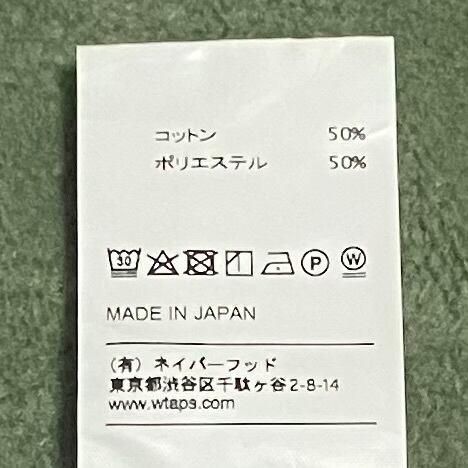 コットン 50%
ポリエステル 50%
30 P W
MADE IN JAPAN
（有）ネイバーフッド
東京都渋谷区千駄ヶ谷2-8-14
www.wtaps.com